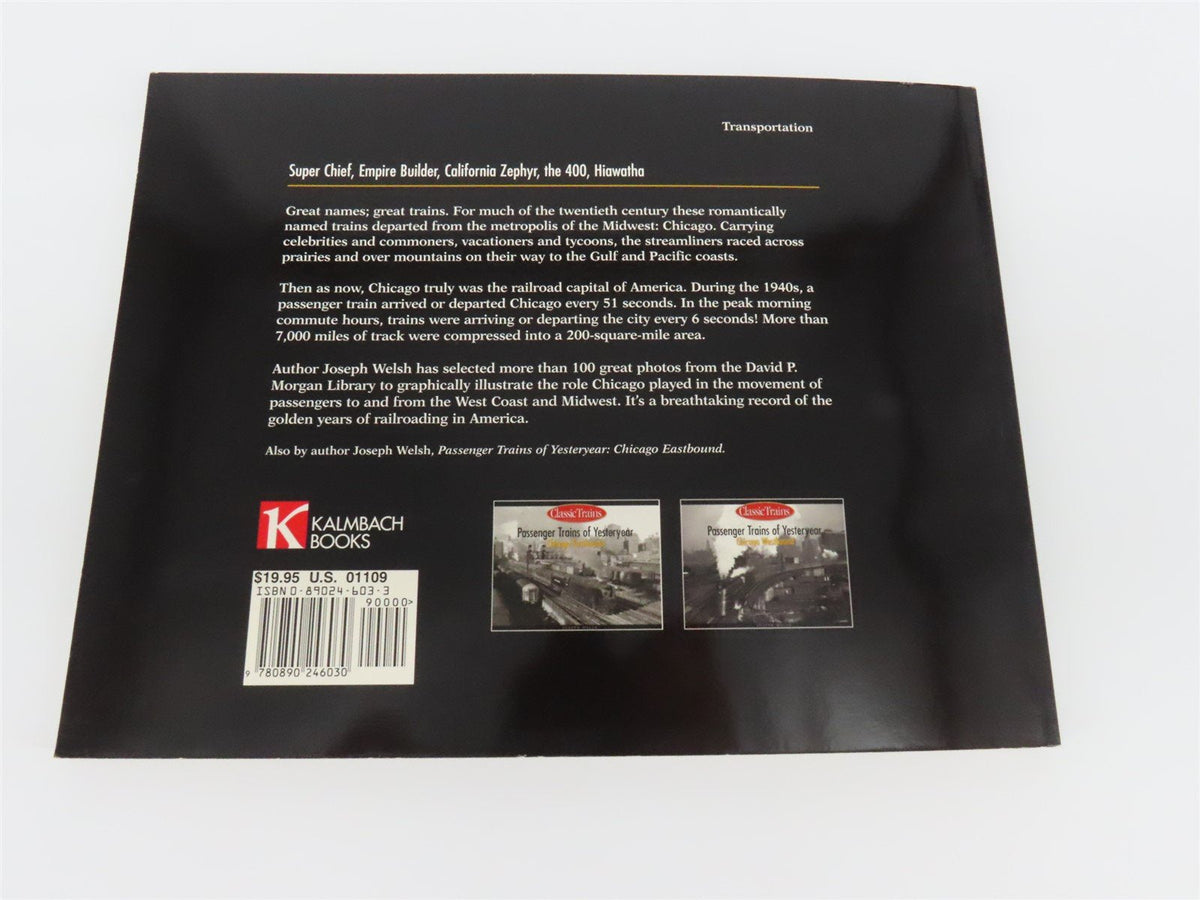 Transportation
Super Chief, Empire Builder, California Zephyr, the 400, Hiawatha
Great names; great trains. For much of the twentieth century these romantically
named trains departed from the metropolis of the Midwest: Chicago. Carrying
celebrities and commoners, vacationers and tycoons, the streamliners raced across
prairies and over mountains on their way to the Gulf and Pacific coasts.
Then as now, Chicago truly was the railroad capital of America. During the 1940s, a
passenger train arrived or departed Chicago every 51 seconds. In the peak morning
commute hours, trains were arriving or departing the city every 6 seconds! More than
7,000 miles of track were compressed into a 200-square-mile area.
Author Joseph Welsh has selected more than 100 great photos from the David P.
Morgan Library to graphically illustrate the role Chicago played in the movement of
passengers to and from the West Coast and Midwest. It's a breathtaking record of the
golden years of railroading in America.
Also by author Joseph Welsh, Passenger Trains of Yesteryear: Chicago Eastbound.
K KALMBACH
BOOKS
$19.95 U.S. 01109
ISBN 0-89024-603-3
90000>
9 780890 246030
Classic Trains
Passenger Trains of Yesteryear
Classic Trains
Passenger Trains of Yesteryear
Chicago Westbound